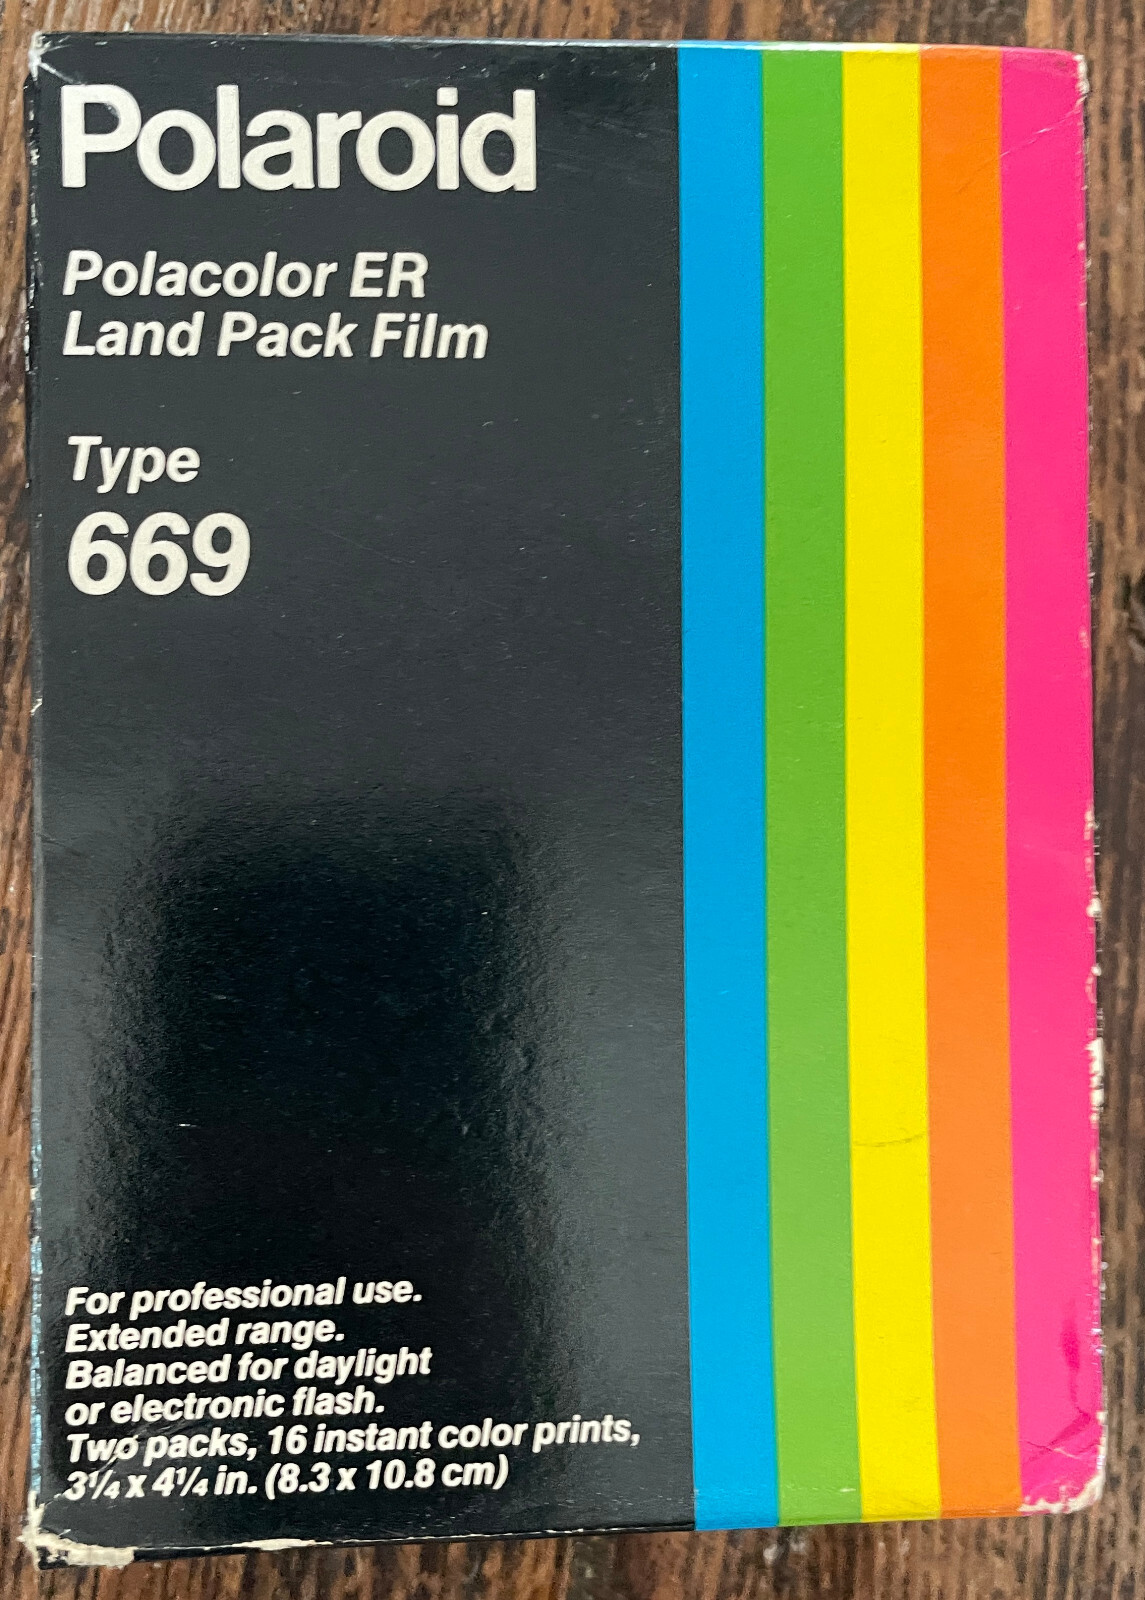 Polaroid
Polacolor ER
Land Pack Film
Type
669
For professional use.
Extended range.
Balanced for daylight
or electronic flash.
Two packs, 16 instant color prints,
3¼ x 4¼ in. (8.3 x 10.8 cm)